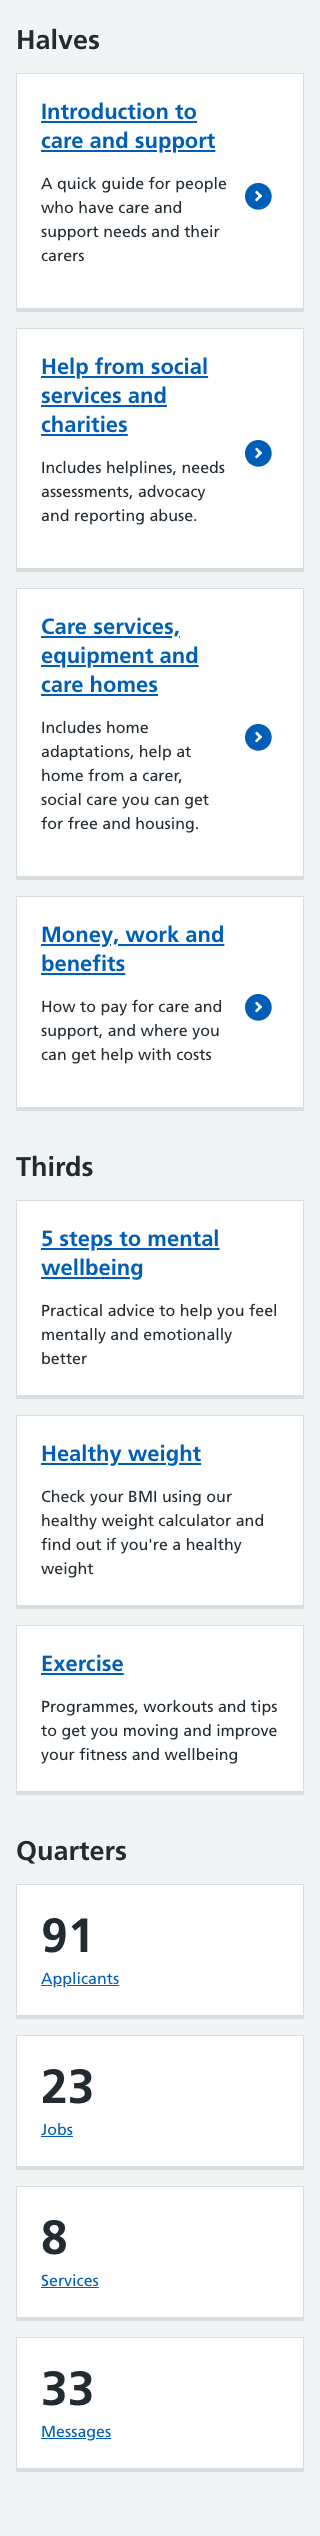 Halves
Introduction to
care and support
A quick guide for people
who have care and
support needs and their
carers
Help from social
services and
charities
Includes helplines, needs
assessments, advocacy
and reporting abuse.
Care services,
equipment and
care homes
Includes home
adaptations, help at
home from a carer,
social care you can get
for free and housing.
Money, work and
benefits
How to pay for care and
support, and where you
can get help with costs
Thirds
5 steps to mental
wellbeing
Practical advice to help you feel
mentally and emotionally
better
Healthy weight
Check your BMI using our
healthy weight calculator and
find out if you're a healthy
weight
Exercise
Programmes, workouts and tips
to get you moving and improve
your fitness and wellbeing
Quarters
91
Applicants
23
Jobs
8
Services
33
Messages